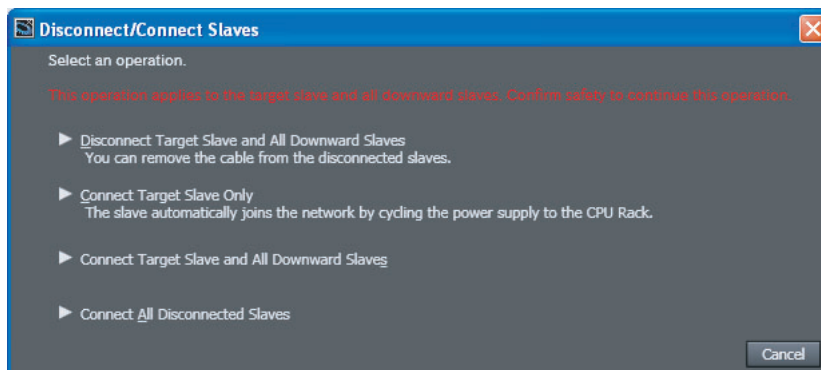 Disconnect/Connect Slaves
Select an operation.
This operation applies to the target slave and all downward slaves. Confirm safety to continue this operation.
Disconnect Target Slave and All Downward Slaves
You can remove the cable from the disconnected slaves.
Connect Target Slave Only
The slave automatically joins the network by cycling the power supply to the CPU Rack.
Connect Target Slave and All Downward Slaves
Connect All Disconnected Slaves
Cancel